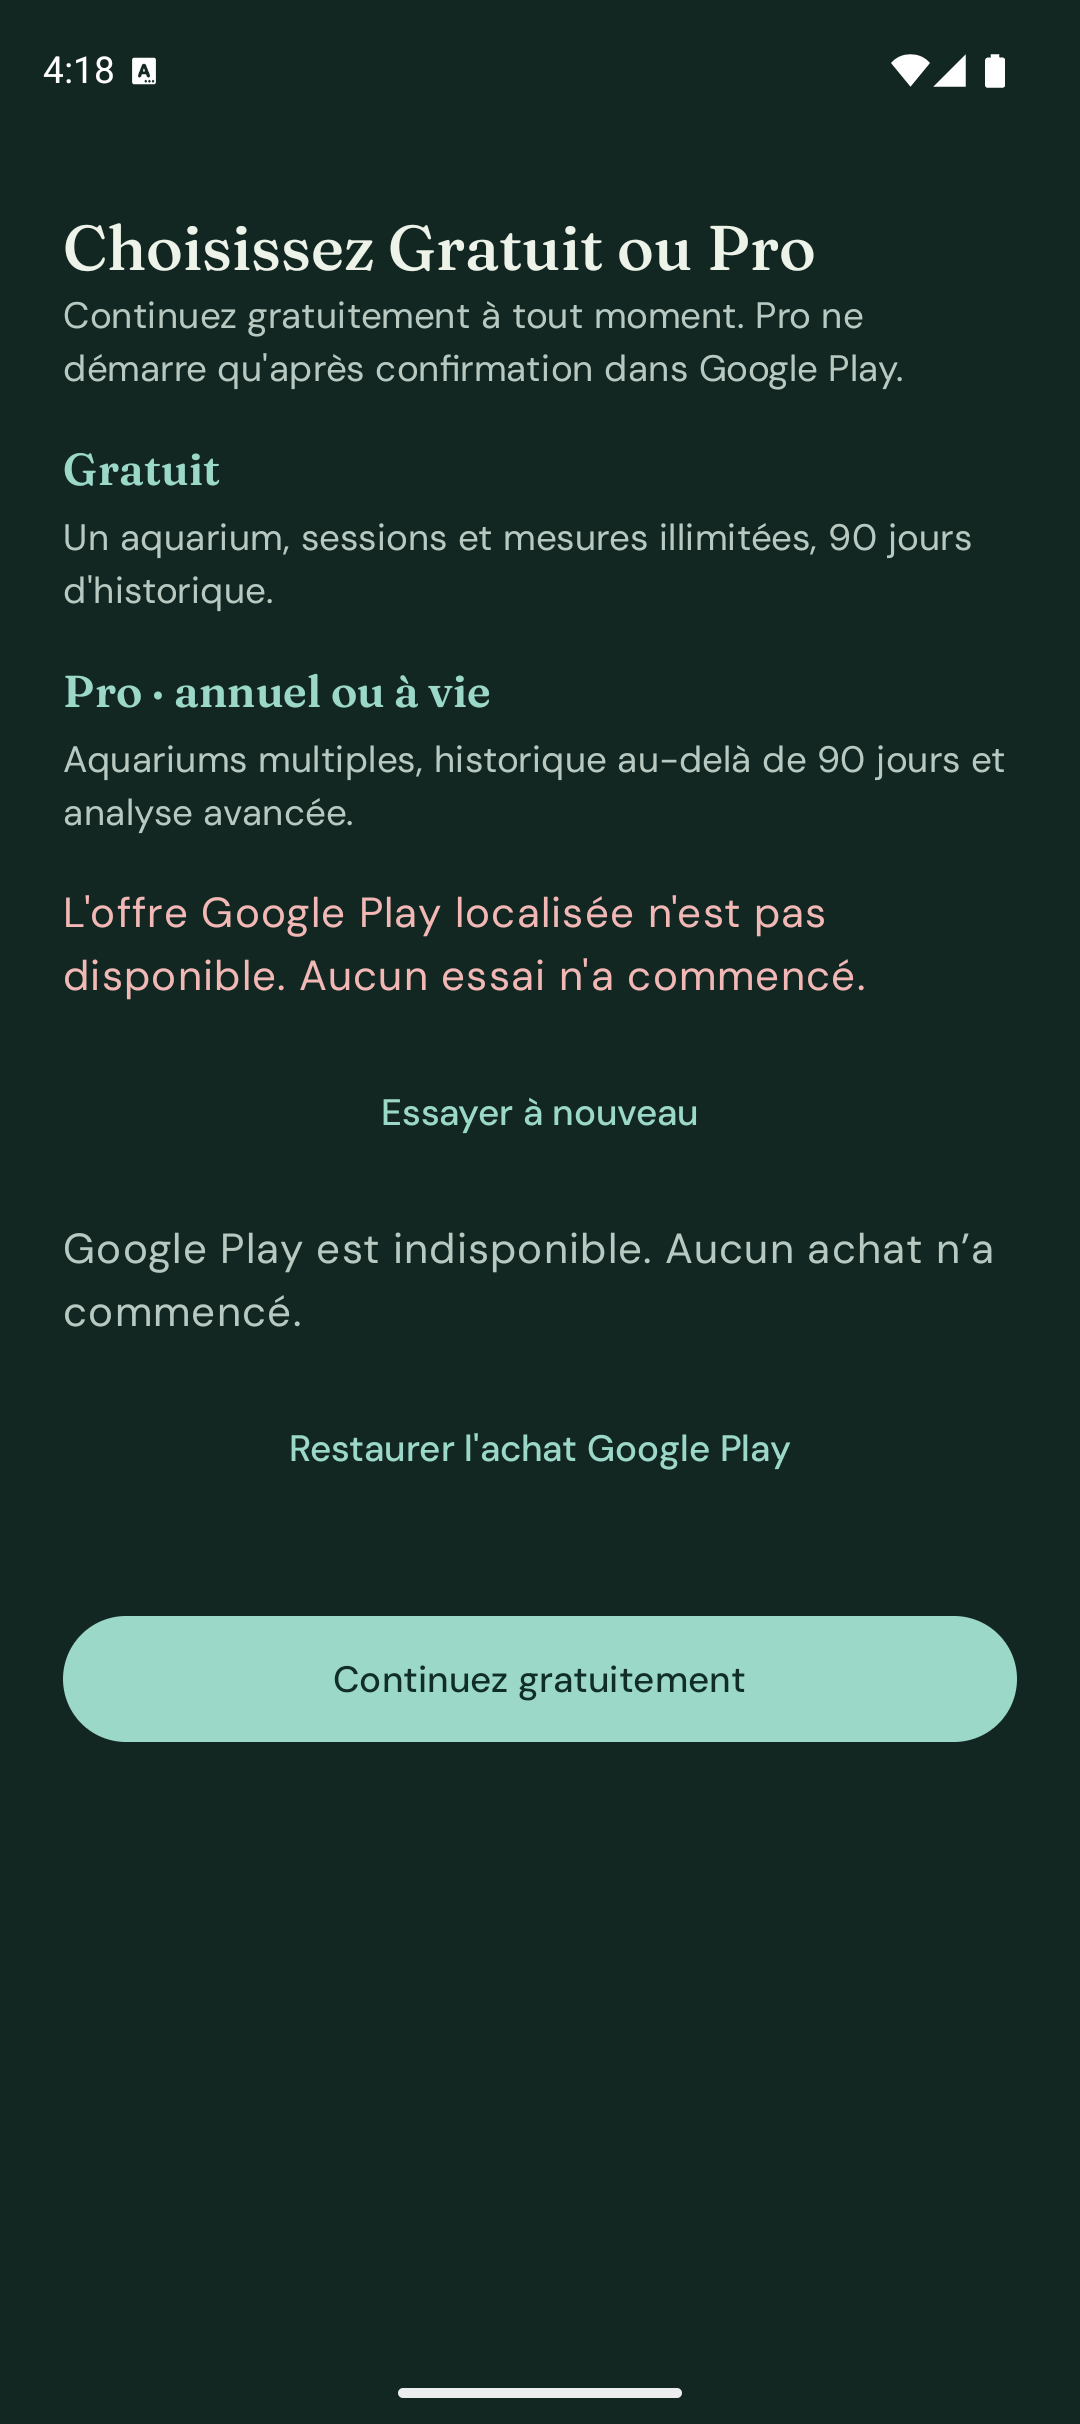 4:18
Choisissez Gratuit ou Pro
Continuez gratuitement à tout moment. Pro ne
démarre qu'après confirmation dans Google Play.
Gratuit
Un aquarium, sessions et mesures illimitées, 90 jours
d'historique.
Pro · annuel ou à vie
Aquariums multiples, historique au-delà de 90 jours et
analyse avancée.
L'offre Google Play localisée n'est pas
disponible. Aucun essai n'a commencé.
Essayer à nouveau
Google Play est indisponible. Aucun achat n’a
commencé.
Restaurer l'achat Google Play
Continuez gratuitement